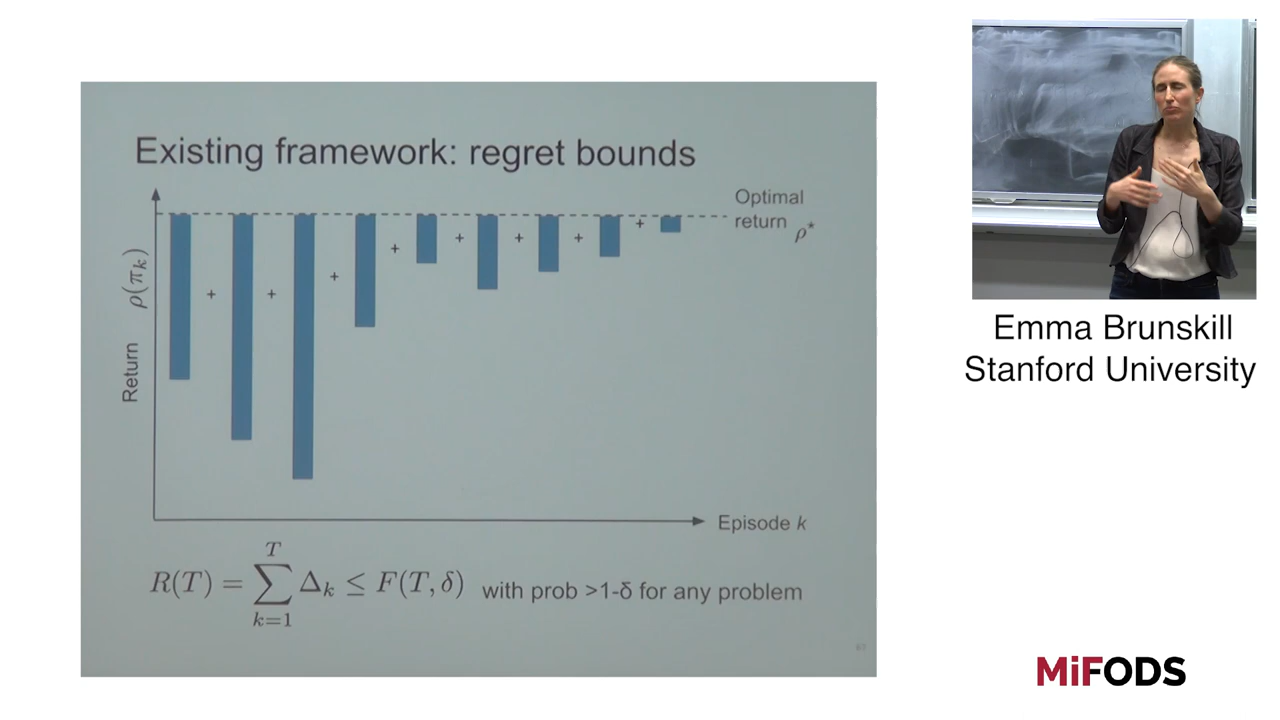 Existing framework: regret bounds
Optimal
return ρ*
Return ρ(π_k)
+ + + + + + + +
Episode k
R(T) = \sum_{k=1}^{T} Δ_k ≤ F(T, δ) with prob >1-δ for any problem
Emma Brunskill
Stanford University
MiFODS